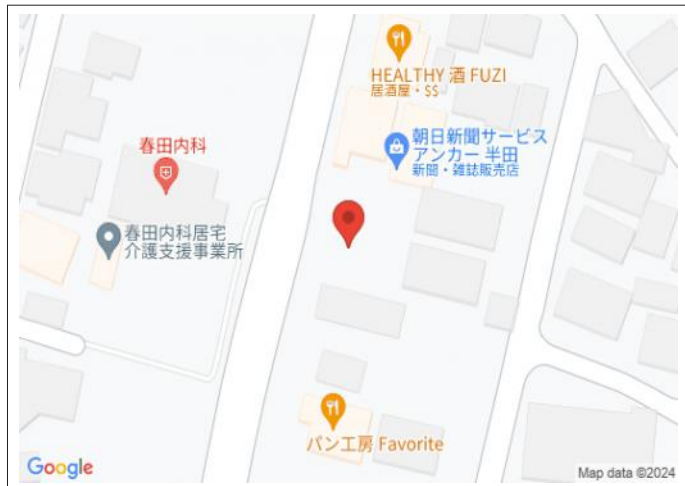 HEALTHY 酒 FUZI
居酒屋・$$
朝日新聞サービス
アンカー 半田
新聞・雑誌販売店
春田内科
春田内科居宅
介護支援事業所
パン工房 Favorite
Google
Map data ©2024